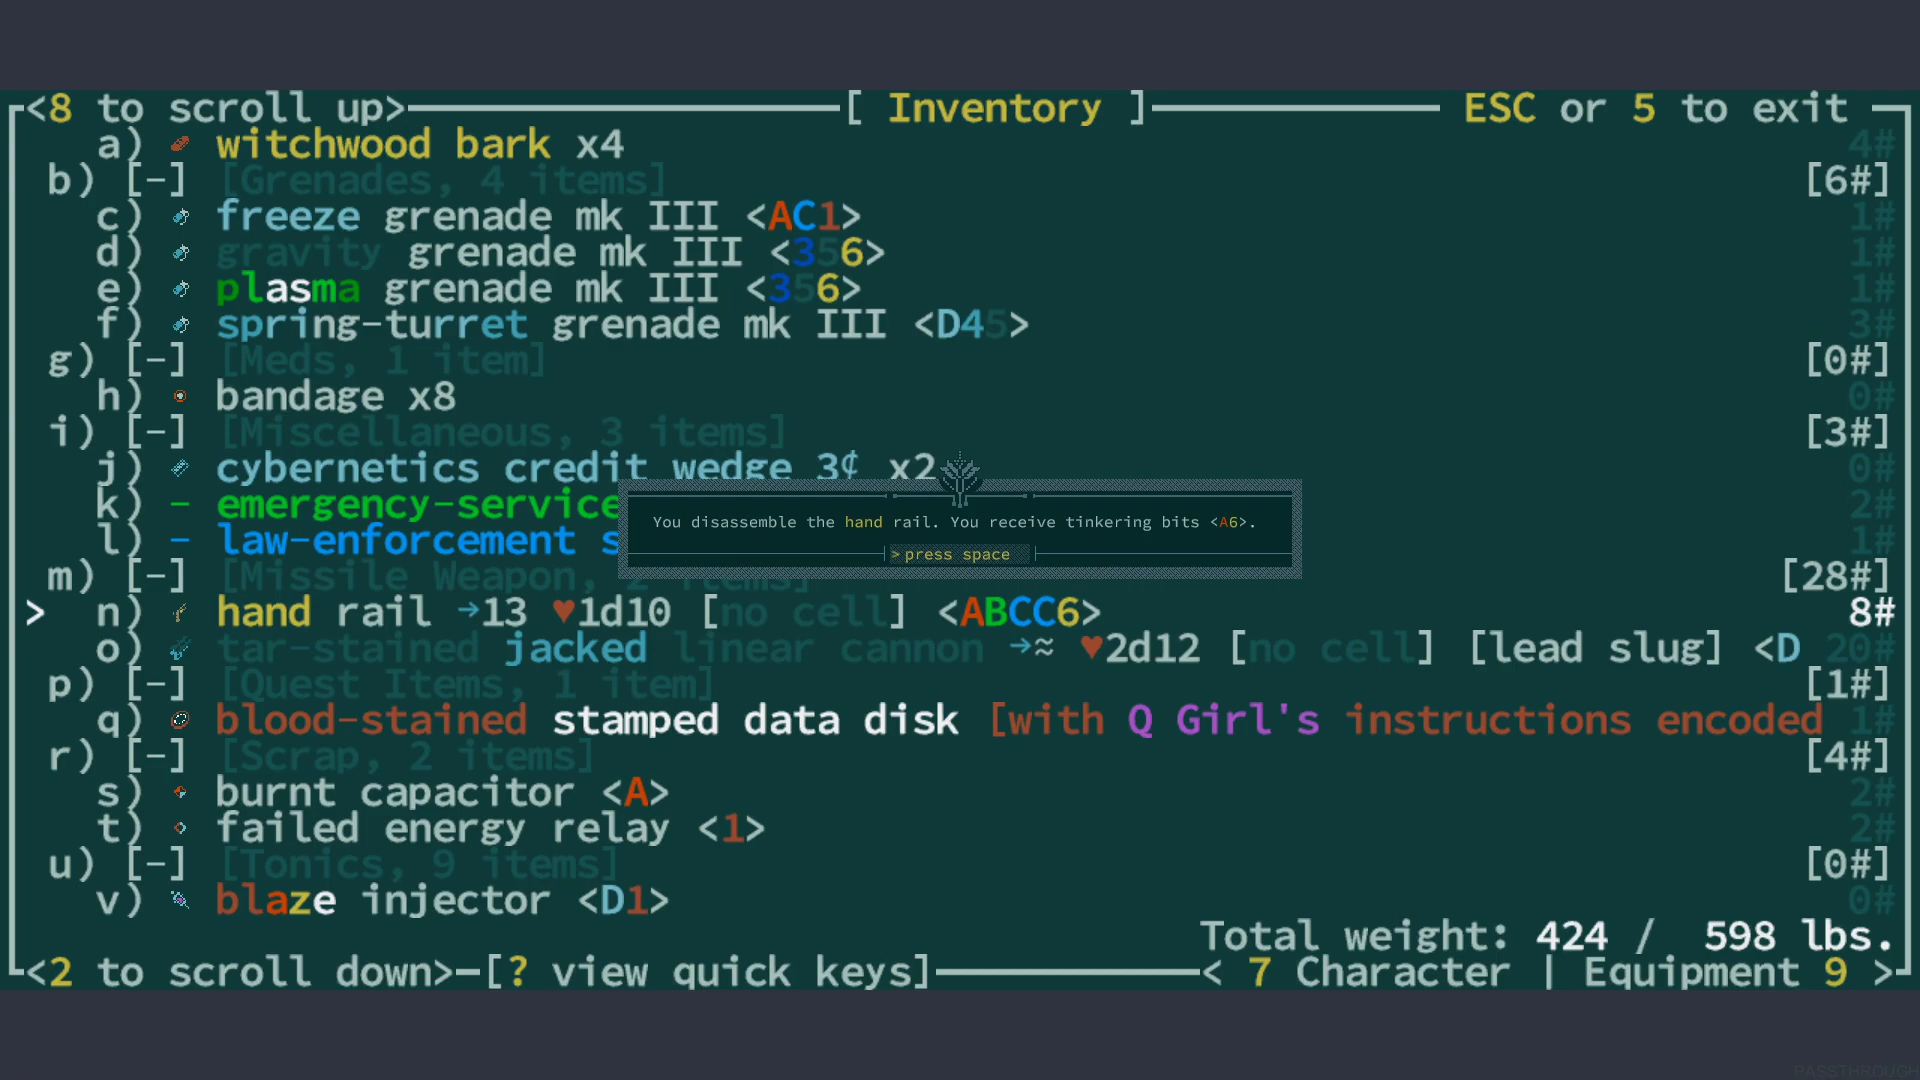 <8 to scroll up> [ Inventory ] ESC or 5 to exit
a) witchwood bark x4 4#
b) [-] [Grenades, 4 items] [6#]
c) freeze grenade mk III <AC1> 1#
d) gravity grenade mk III <356> 1#
e) plasma grenade mk III <356> 1#
f) spring-turret grenade mk III <D45> 3#
g) [-] [Meds, 1 item] [0#]
h) bandage x8 0#
i) [-] [Miscellaneous, 3 items] [3#]
j) cybernetics credit wedge 3¢ x2 0#
k) - emergency-service 2#
l) - law-enforcement s 1#
You disassemble the hand rail. You receive tinkering bits <A6>.
>press space
m) [-] [Missile Weapon, 2 items] [28#]
> n) hand rail →13 ♥1d10 [no cell] <ABCC6> 8#
o) tar-stained jacked linear cannon →≈ ♥2d12 [no cell] [lead slug] <D 20#
p) [-] [Quest Items, 1 item] [1#]
q) blood-stained stamped data disk [with Q Girl's instructions encoded 1#
r) [-] [Scrap, 2 items] [4#]
s) burnt capacitor <A> 2#
t) failed energy relay <1> 2#
u) [-] [Tonics, 9 items] [0#]
v) blaze injector <D1> 0#
Total weight: 424 / 598 lbs.
<2 to scroll down> [? view quick keys] < 7 Character | Equipment 9 >
PASSTHROUGH